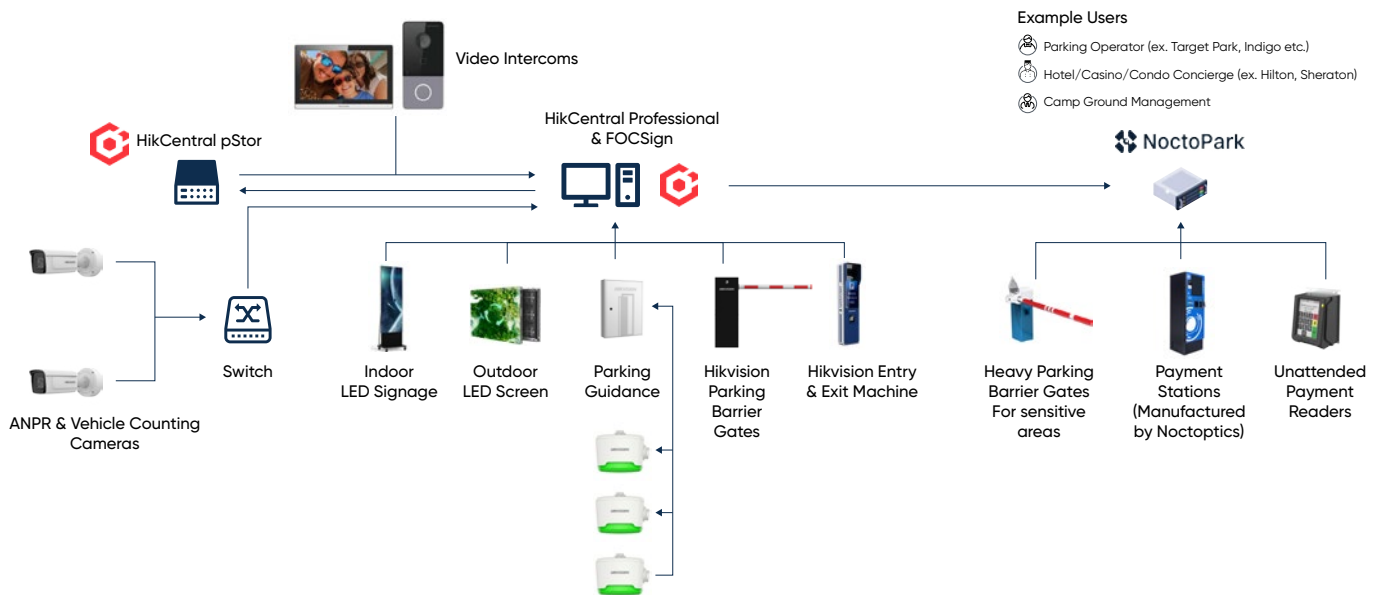 Example Users
Parking Operator (ex. Target Park, Indigo etc.)
Hotel/Casino/Condo Concierge (ex. Hilton, Sheraton)
Camp Ground Management
Video Intercoms
HikCentral pStor
HikCentral Professional
& FOCSign
NoctoPark
Switch
ANPR & Vehicle Counting
Cameras
Indoor
LED Signage
Outdoor
LED Screen
Parking
Guidance
Hikvision
Parking
Barrier
Gates
Hikvision Entry
& Exit Machine
Heavy Parking
Barrier Gates
For sensitive
areas
Payment
Stations
(Manufactured
by Noctoptics)
Unattended
Payment
Readers